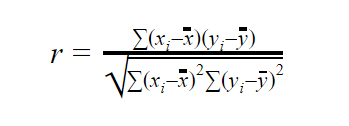 r = ∑(xᵢ–x̄)(yᵢ–ȳ) / √∑(xᵢ–x̄)²∑(yᵢ–ȳ)²